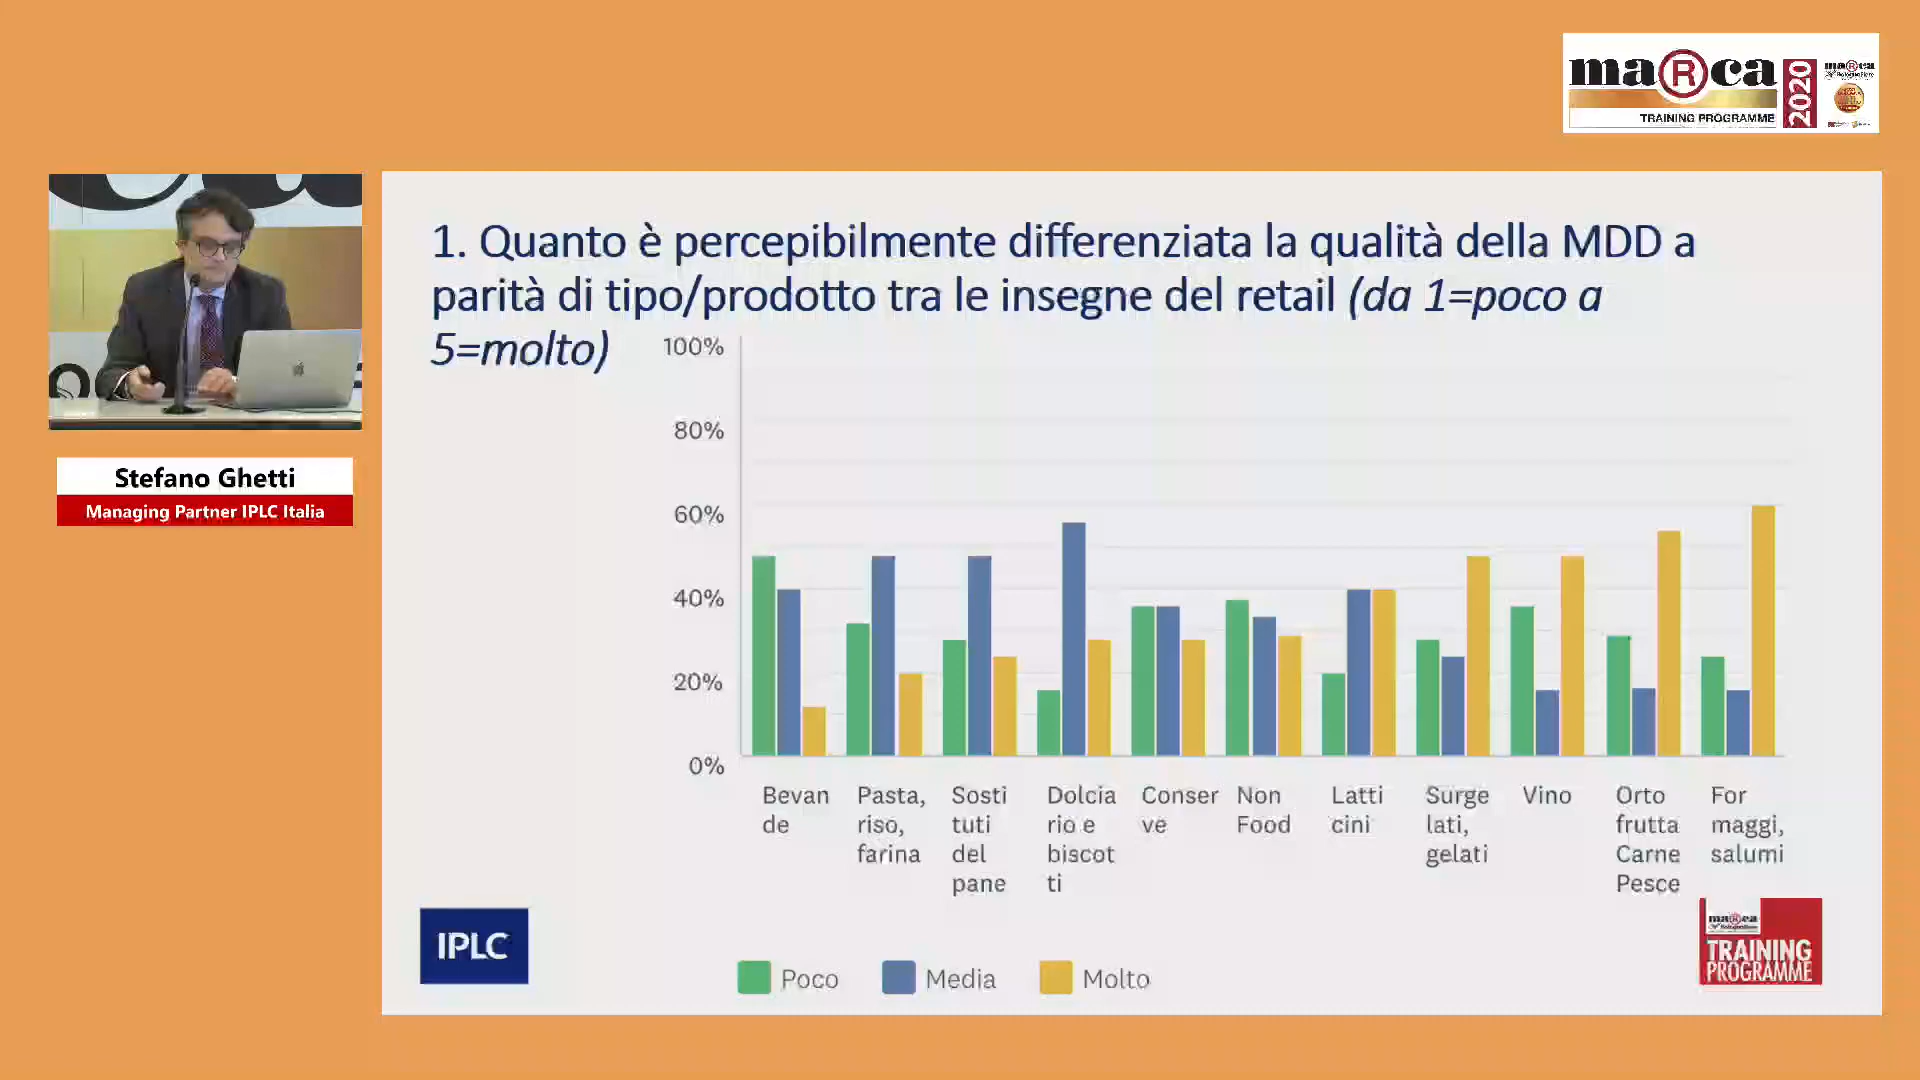 maRca
TRAINING PROGRAMME
2020
maRca
Stefano Ghetti
Managing Partner IPLC Italia
1. Quanto è percepibilmente differenziata la qualità della MDD a
parità di tipo/prodotto tra le insegne del retail (da 1=poco a
5=molto)
100%
80%
60%
40%
20%
0%
Bevan
de
Pasta,
riso,
farina
Sosti
tuti
del
pane
Dolcia
rio e
biscot
ti
Conser
ve
Non
Food
Latti
cini
Surge
lati,
gelati
Vino
Orto
frutta
Carne
Pesce
For
maggi,
salumi
Poco
Media
Molto
IPLC
maRca
TRAINING
PROGRAMME